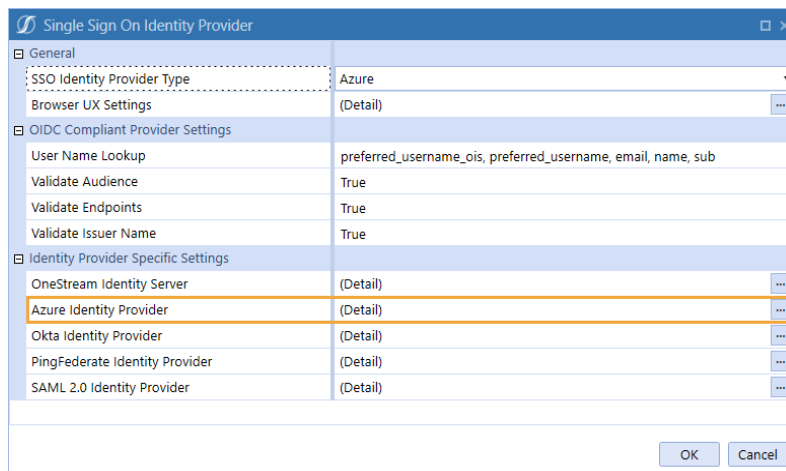 Single Sign On Identity Provider
General
SSO Identity Provider Type Azure
Browser UX Settings (Detail) ...
OIDC Compliant Provider Settings
User Name Lookup preferred_username_ois, preferred_username, email, name, sub
Validate Audience True
Validate Endpoints True
Validate Issuer Name True
Identity Provider Specific Settings
OneStream Identity Server (Detail) ...
Azure Identity Provider (Detail) ...
Okta Identity Provider (Detail) ...
PingFederate Identity Provider (Detail) ...
SAML 2.0 Identity Provider (Detail) ...
OK Cancel